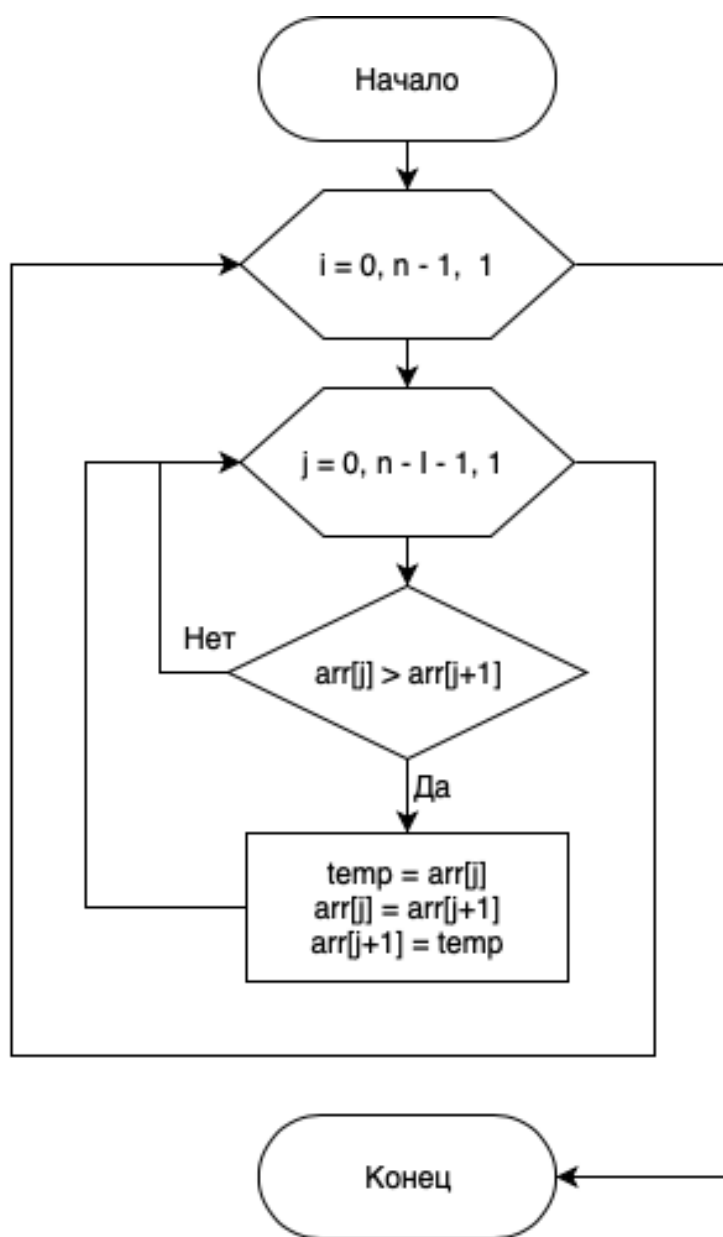 Начало
i = 0, n - 1, 1
j = 0, n - I - 1, 1
Нет
arr[j] > arr[j+1]
Да
temp = arr[j]
arr[j] = arr[j+1]
arr[j+1] = temp
Конец